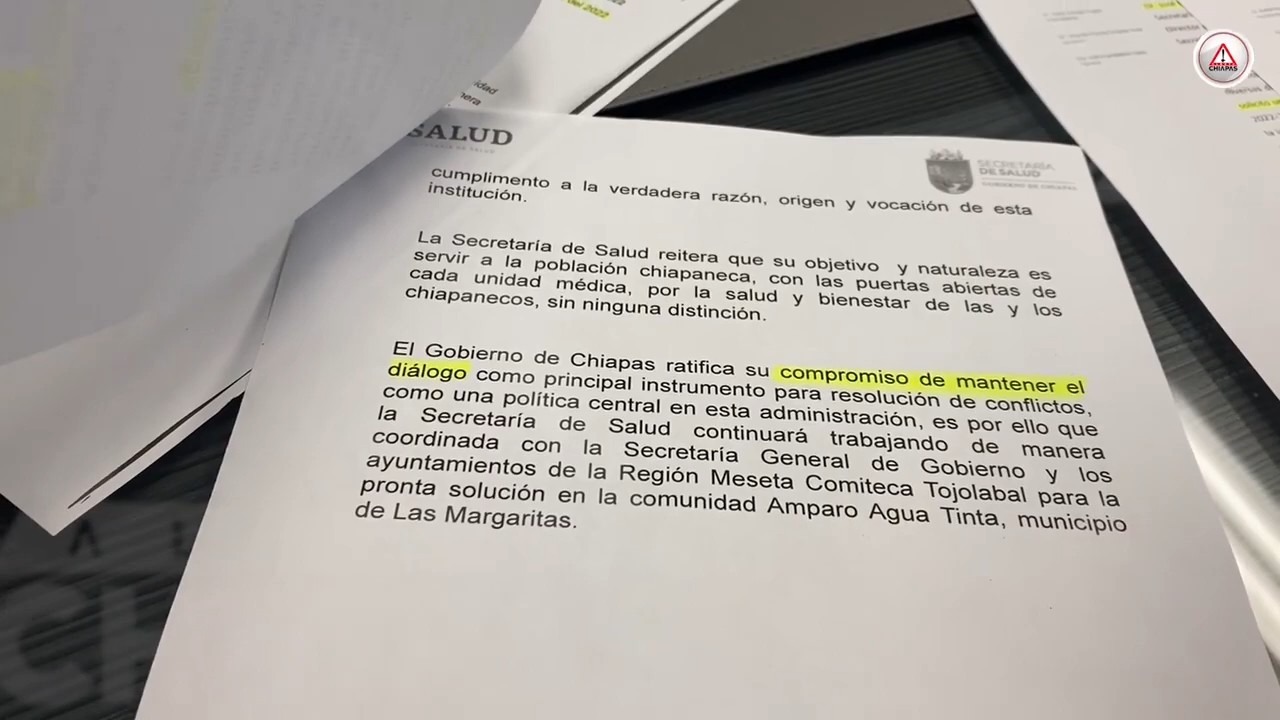 del 2022
SALUD
SECRETARÍA
DE SALUD
GOBIERNO DE CHIAPAS
CHIAPAS
cumplimento a la verdadera razón, origen y vocación de esta
institución.
La Secretaría de Salud reitera que su objetivo y naturaleza es
servir a la población chiapaneca, con las puertas abiertas de
cada unidad médica, por la salud y bienestar de las y los
chiapanecos, sin ninguna distinción.
El Gobierno de Chiapas ratifica su compromiso de mantener el
diálogo como principal instrumento para resolución de conflictos,
como una política central en esta administración, es por ello que
la Secretaría de Salud continuará trabajando de manera
coordinada con la Secretaría General de Gobierno y los
ayuntamientos de la Región Meseta Comiteca Tojolabal para la
pronta solución en la comunidad Amparo Agua Tinta, municipio
de Las Margaritas.